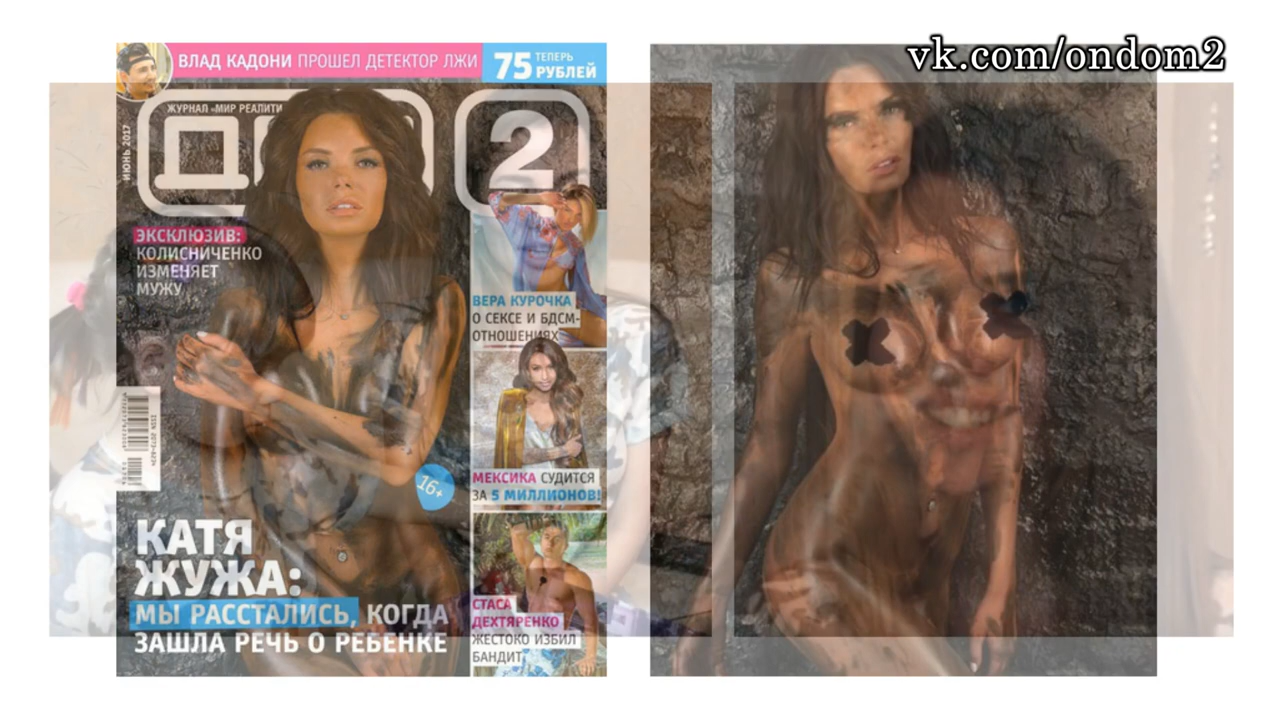 vk.com/ondom2
ВЛАД КАДОНИ ПРОШЕЛ ДЕТЕКТОР ЛЖИ
75 ТЕПЕРЬ
РУБЛЕЙ
ЖУРНАЛ «МИР РЕАЛИТИ
ИЮНЬ 2017
2
ЭКСКЛЮЗИВ:
КОЛИСНИЧЕНКО
ИЗМЕНЯЕТ
МУЖУ
ВЕРА КУРОЧКА
О СЕКСЕ И БДСМ-
ОТНОШЕНИЯХ
МЕКСИКА СУДИТСЯ
ЗА 5 МИЛЛИОНОВ!
16+
КАТЯ
ЖУЖА:
МЫ РАССТАЛИСЬ, КОГДА
ЗАШЛА РЕЧЬ О РЕБЕНКЕ
СТАСА
ДЕХТЯРЕНКО
ЖЕСТОКО ИЗБИЛ
БАНДИТ